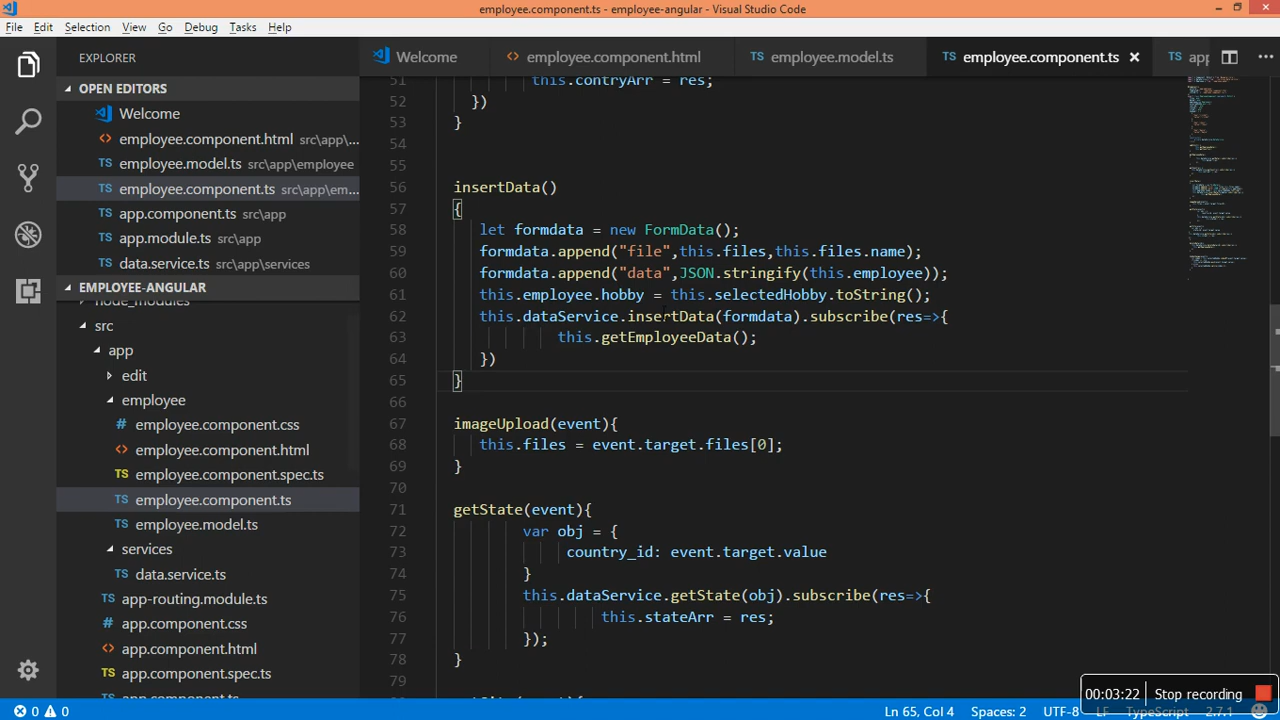 employee.component.ts - employee-angular - Visual Studio Code
File Edit Selection View Go Debug Tasks Help
EXPLORER
OPEN EDITORS
Welcome
employee.component.html src\app\...
employee.model.ts src\app\employee
employee.component.ts src\app\em...
app.component.ts src\app
app.module.ts src\app
data.service.ts src\app\services
EMPLOYEE-ANGULAR
node_modules
src
app
edit
employee
employee.component.css
employee.component.html
employee.component.spec.ts
employee.component.ts
employee.model.ts
services
data.service.ts
app-routing.module.ts
app.component.css
app.component.html
app.component.spec.ts
app.component.ts
Welcome employee.component.html employee.model.ts employee.component.ts app
51 this.contryArr = res;
52 })
53 }
54
55
56 insertData()
57 {
58 let formdata = new FormData();
59 formdata.append("file",this.files,this.files.name);
60 formdata.append("data",JSON.stringify(this.employee));
61 this.employee.hobby = this.selectedHobby.toString();
62 this.dataService.insertData(formdata).subscribe(res=>{
63 this.getEmployeeData();
64 })
65 }
66
67 imageUpload(event){
68 this.files = event.target.files[0];
69 }
70
71 getState(event){
72 var obj = {
73 country_id: event.target.value
74 }
75 this.dataService.getState(obj).subscribe(res=>{
76 this.stateArr = res;
77 });
78 }
00:03:22 Stop recording
0 0 Ln 65, Col 4 Spaces: 2 UTF-8 LF TypeScript 2.7.1